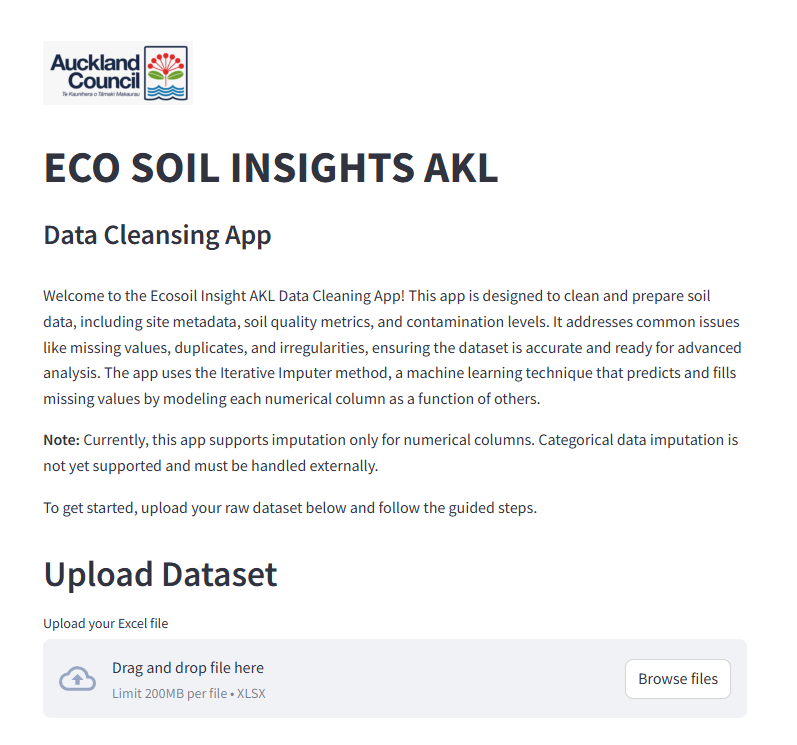 Auckland
Council
Te Kaunihera o Tāmaki Makaurau
ECO SOIL INSIGHTS AKL
Data Cleansing App
Welcome to the Ecosoil Insight AKL Data Cleaning App! This app is designed to clean and prepare soil
data, including site metadata, soil quality metrics, and contamination levels. It addresses common issues
like missing values, duplicates, and irregularities, ensuring the dataset is accurate and ready for advanced
analysis. The app uses the Iterative Imputer method, a machine learning technique that predicts and fills
missing values by modeling each numerical column as a function of others.
Note: Currently, this app supports imputation only for numerical columns. Categorical data imputation is
not yet supported and must be handled externally.
To get started, upload your raw dataset below and follow the guided steps.
Upload Dataset
Upload your Excel file
Drag and drop file here
Limit 200MB per file • XLSX
Browse files